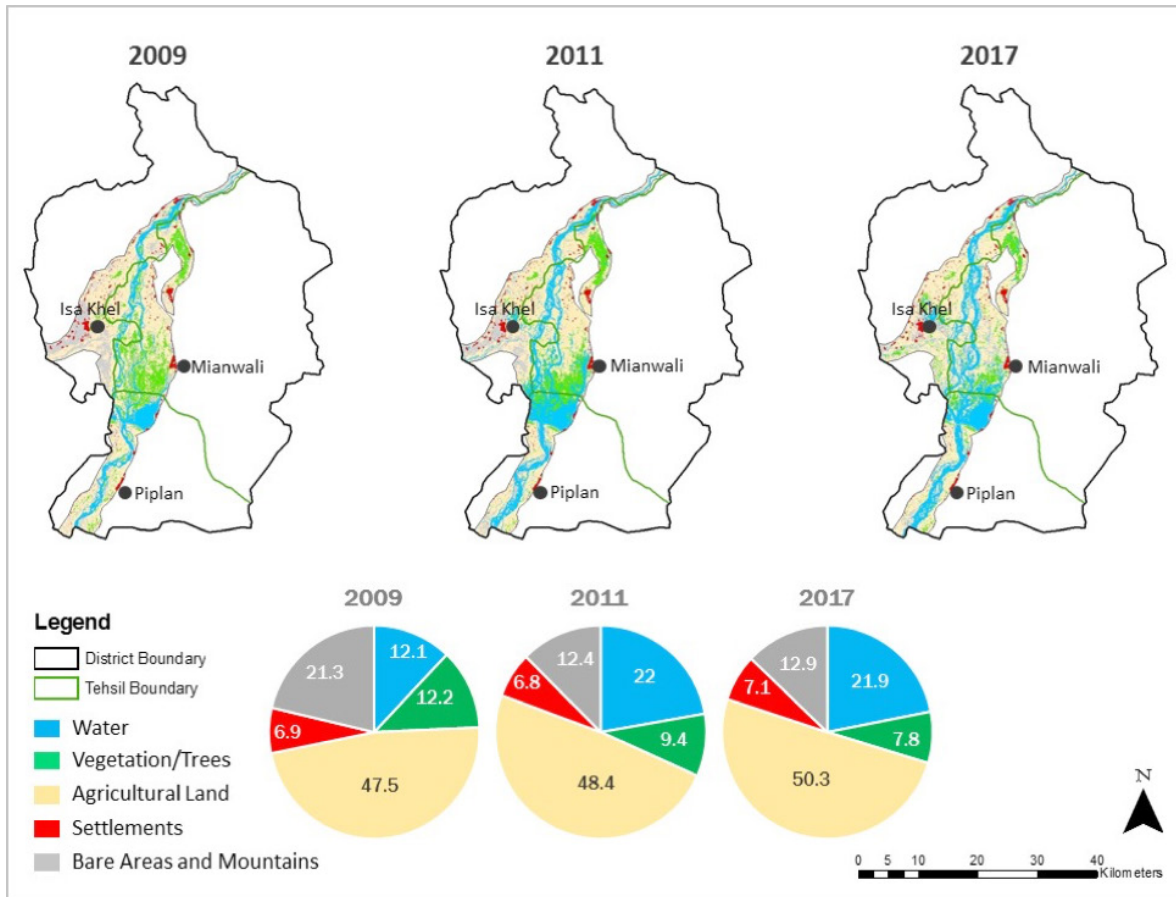 2009 2011 2017
Isa Khel Isa Khel Isa Khel
Mianwali Mianwali Mianwali
Piplan Piplan Piplan
2009 2011 2017
Legend
District Boundary
Tehsil Boundary
Water
Vegetation/Trees
Agricultural Land
Settlements
Bare Areas and Mountains
12.1
12.2
47.5
6.9
21.3
22
9.4
48.4
6.8
12.4
21.9
7.8
50.3
7.1
12.9
N
0 5 10 20 30 40
Kilometers